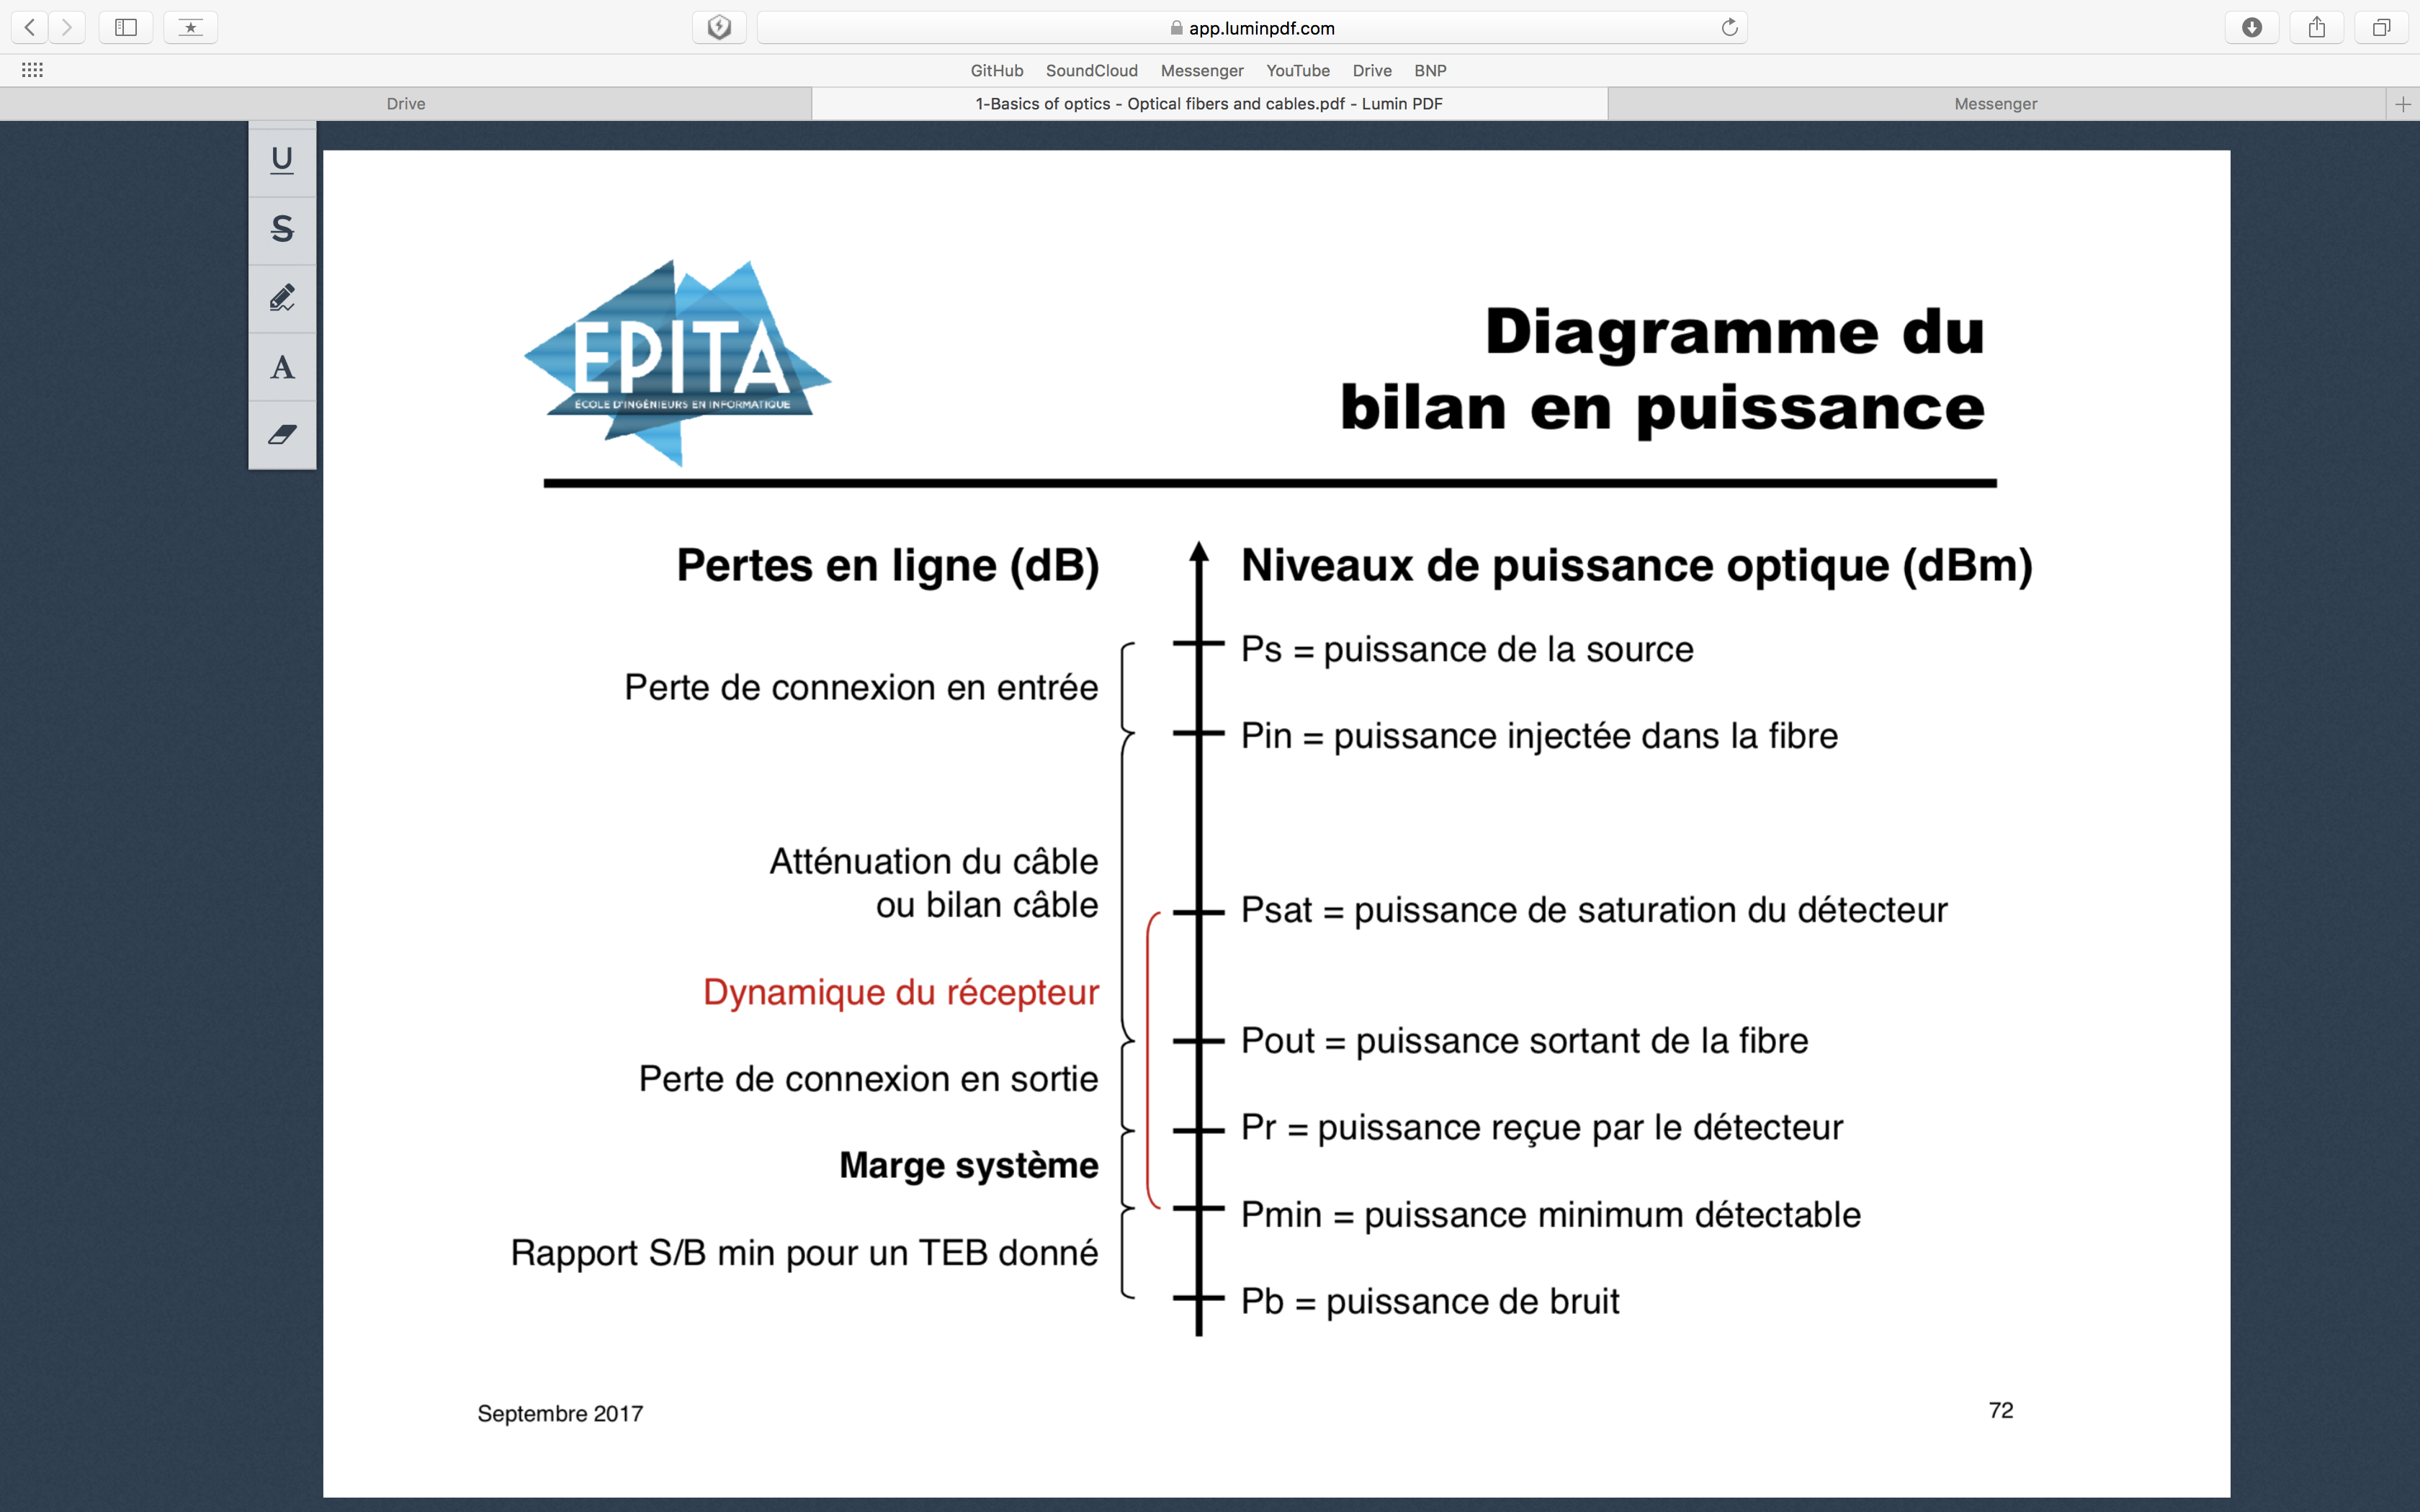 app.luminpdf.com
GitHub SoundCloud Messenger YouTube Drive BNP
Drive
1-Basics of optics - Optical fibers and cables.pdf - Lumin PDF
Messenger
U
S
A
EPITA
ÉCOLE D'INGÉNIEURS EN INFORMATIQUE
Diagramme du
bilan en puissance
Pertes en ligne (dB)
Niveaux de puissance optique (dBm)
Ps = puissance de la source
Perte de connexion en entrée
Pin = puissance injectée dans la fibre
Atténuation du câble
ou bilan câble
Psat = puissance de saturation du détecteur
Dynamique du récepteur
Pout = puissance sortant de la fibre
Perte de connexion en sortie
Pr = puissance reçue par le détecteur
Marge système
Pmin = puissance minimum détectable
Rapport S/B min pour un TEB donné
Pb = puissance de bruit
Septembre 2017
72